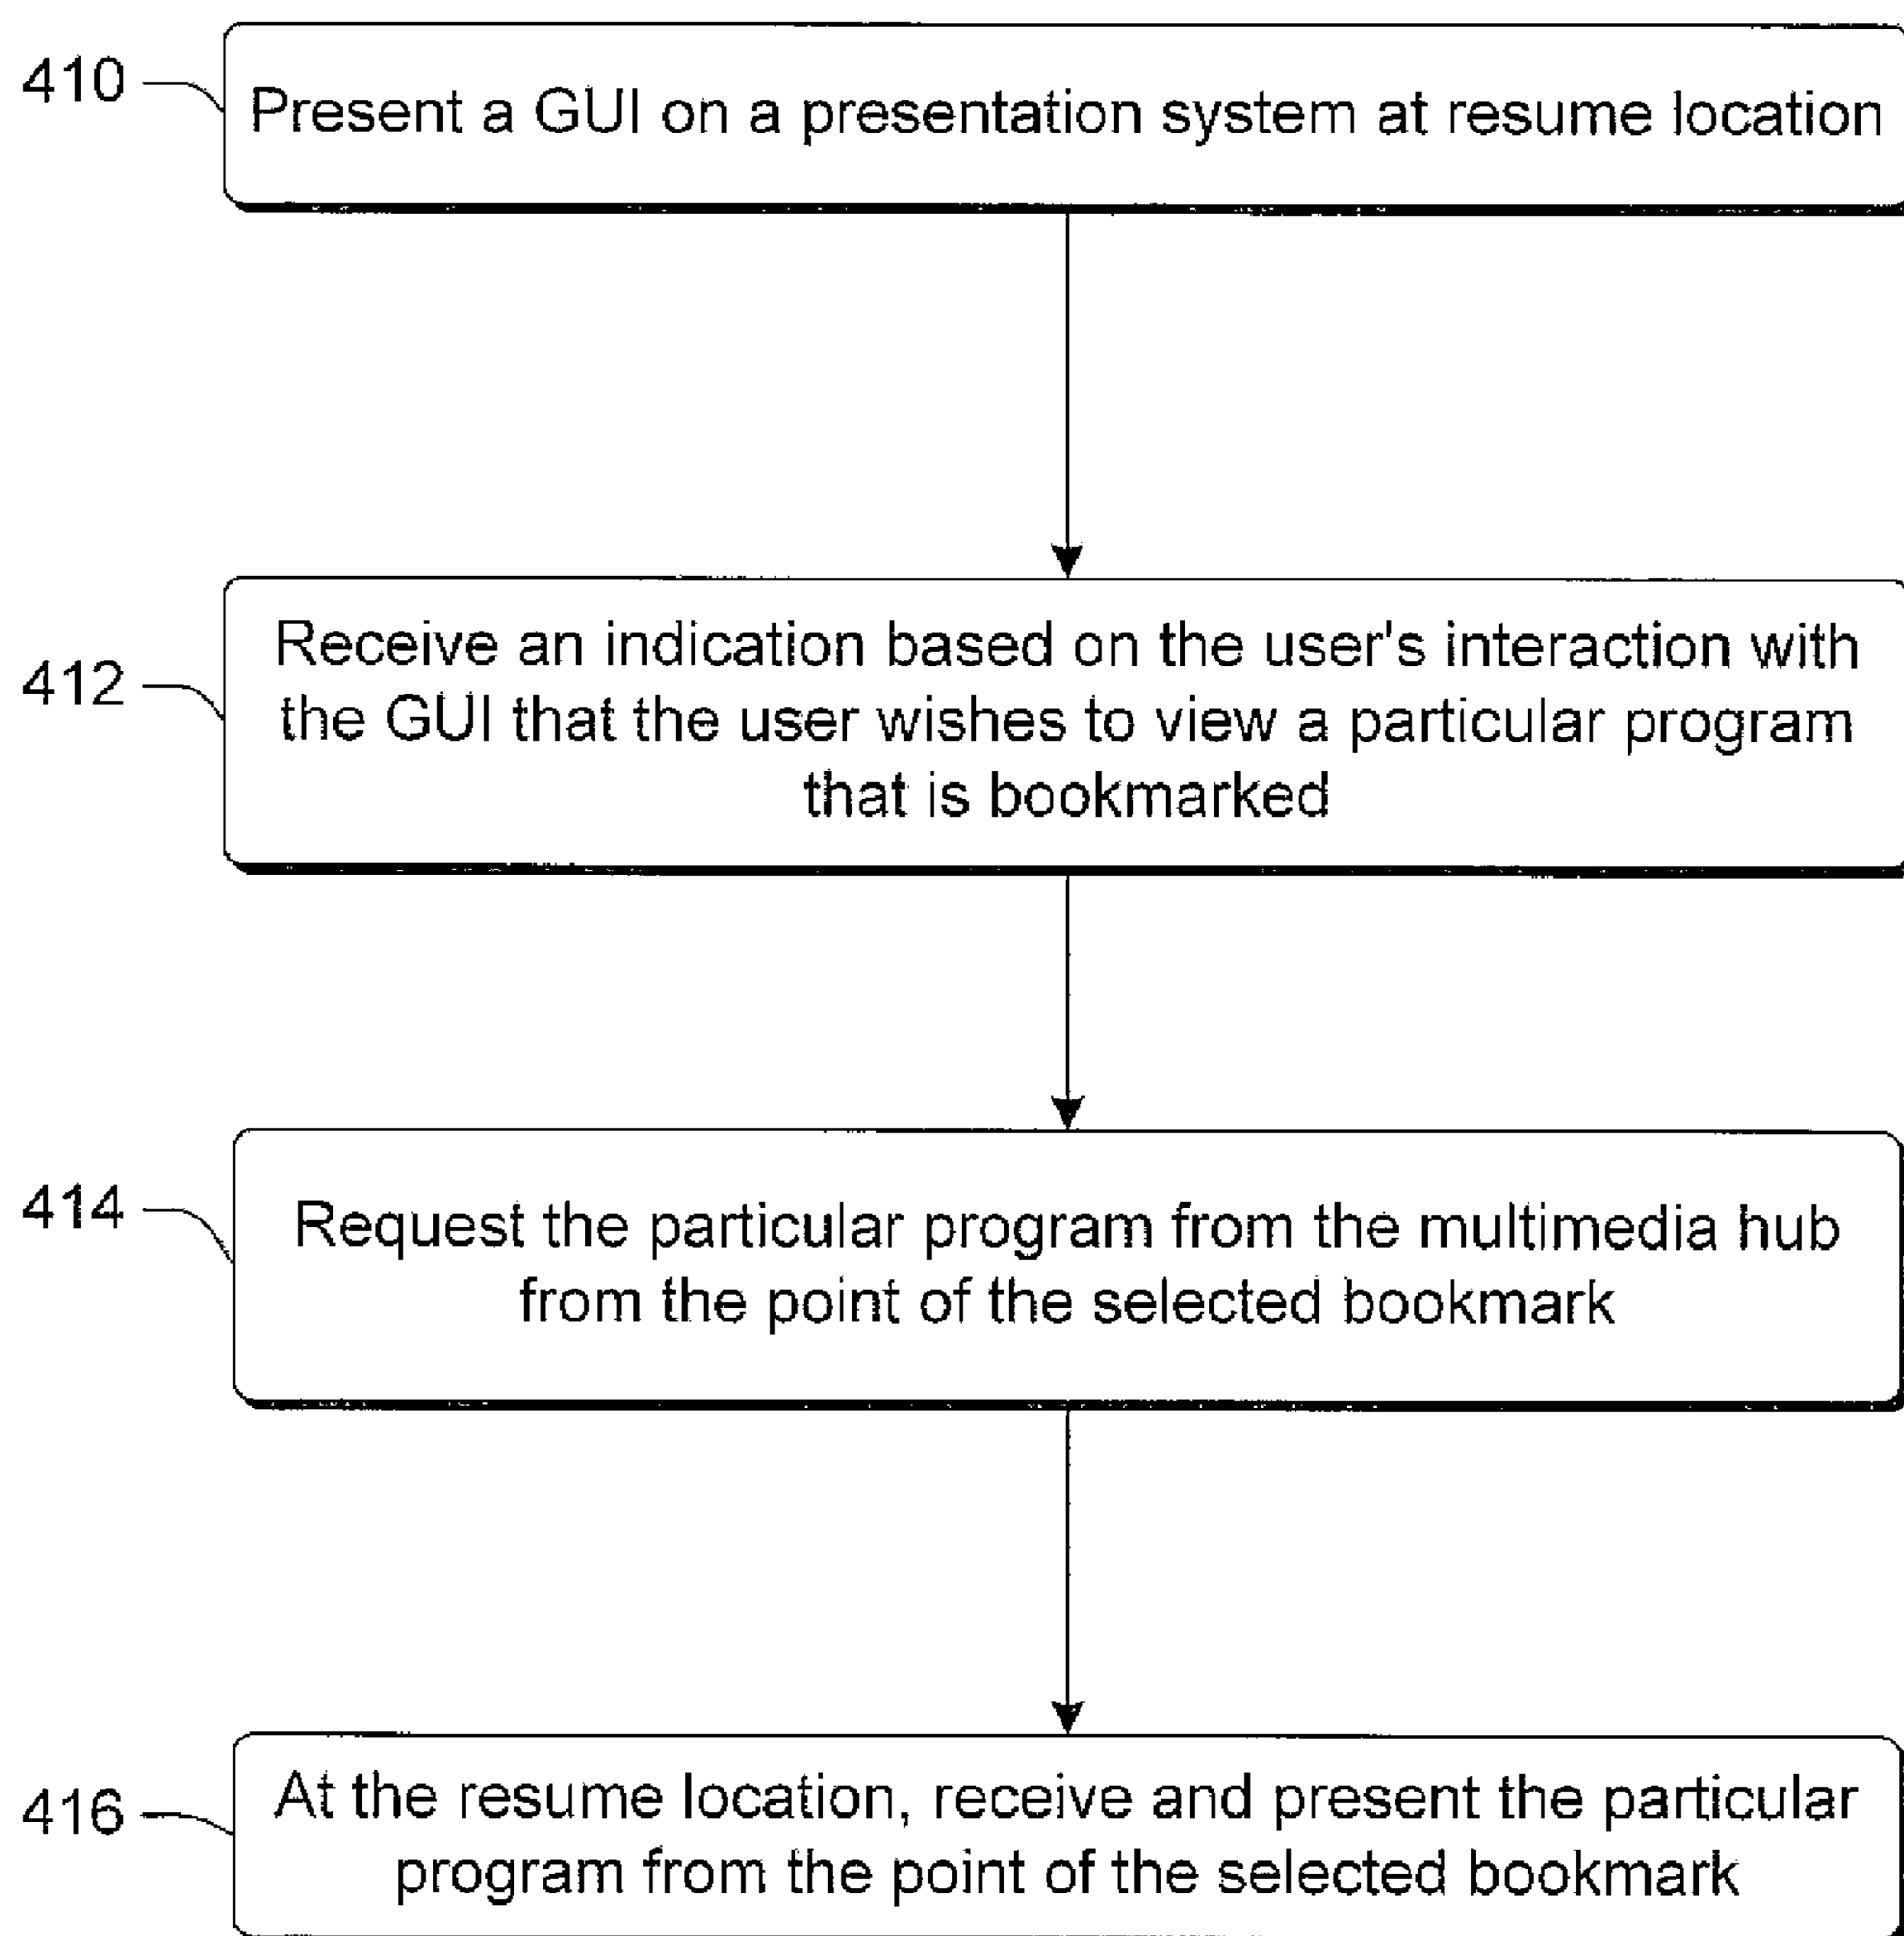 410
Present a GUI on a presentation system at resume location
412
Receive an indication based on the user's interaction with
the GUI that the user wishes to view a particular program
that is bookmarked
414
Request the particular program from the multimedia hub
from the point of the selected bookmark
416
At the resume location, receive and present the particular
program from the point of the selected bookmark